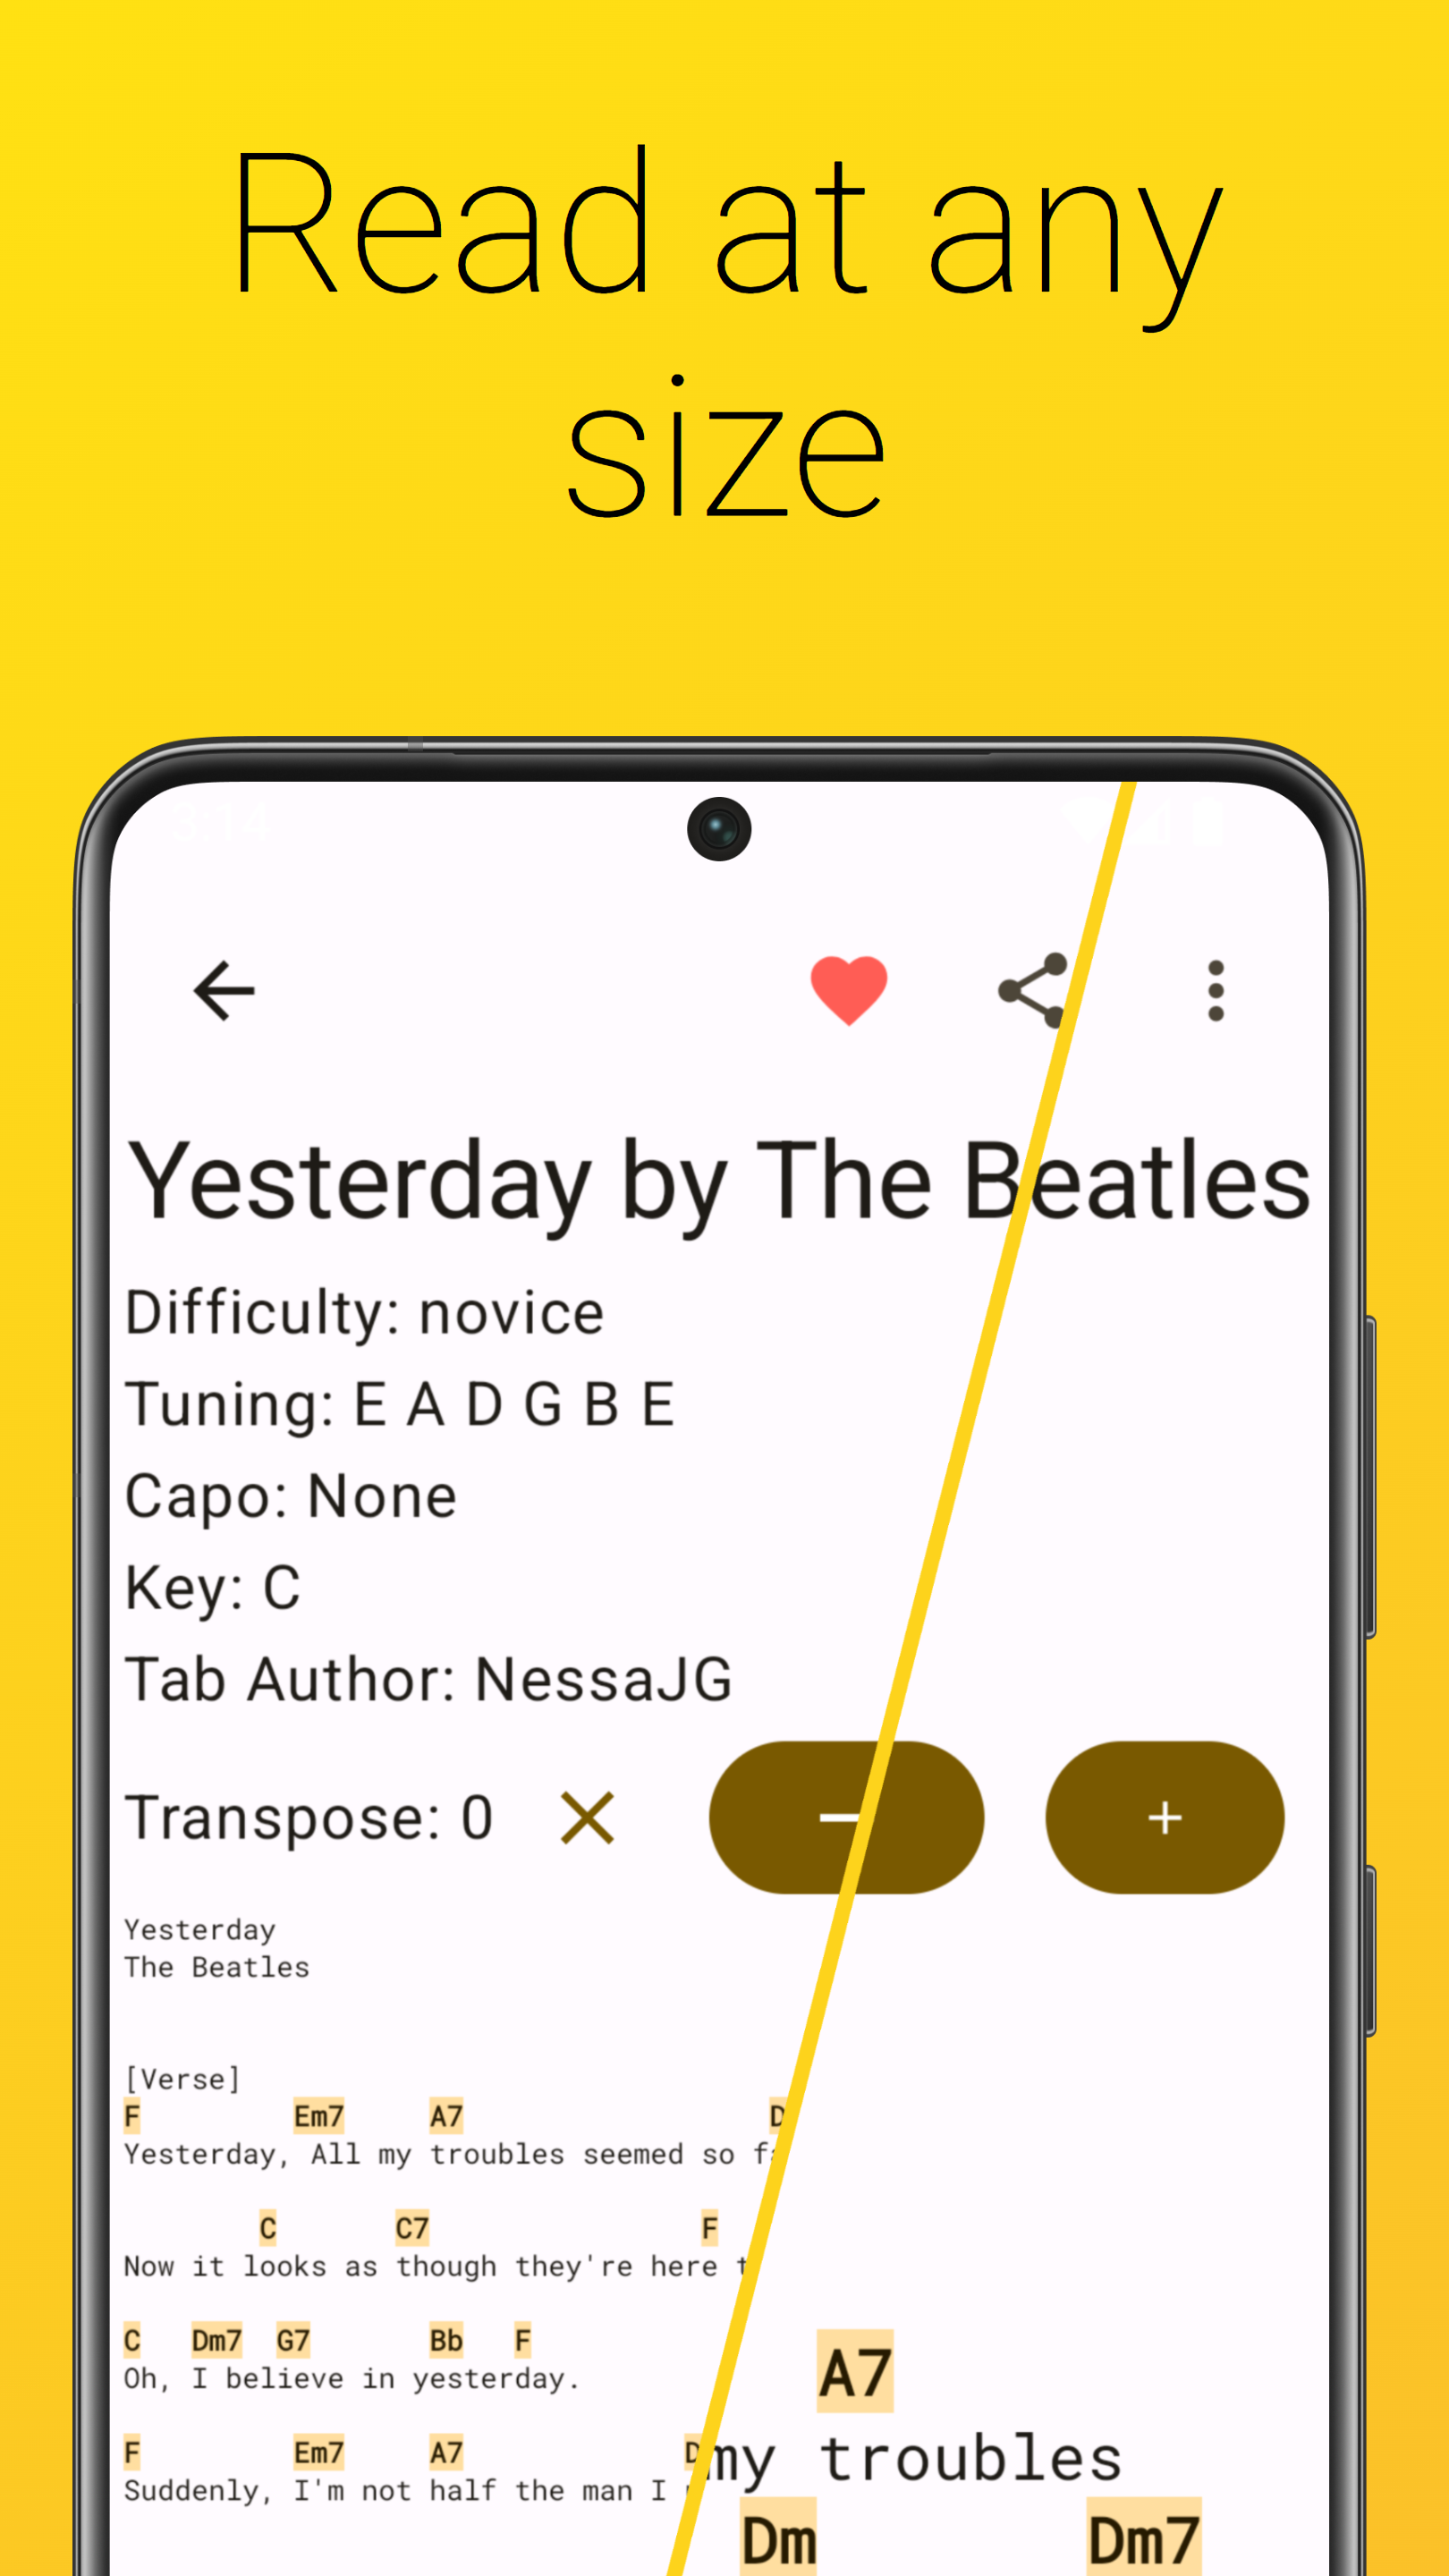 Read at any
size
Yesterday by The Beatles
Difficulty: novice
Tuning: E A D G B E
Capo: None
Key: C
Tab Author: NessaJG
Transpose: 0
Yesterday
The Beatles
[Verse]
F Em7 A7 D
Yesterday, All my troubles seemed so
C C7 F
Now it looks as though they're here
C Dm7 G7 Bb F
Oh, I believe in yesterday.
F Em7 A7 D
Suddenly, I'm not half the man I
A7
my troubles
Dm Dm7